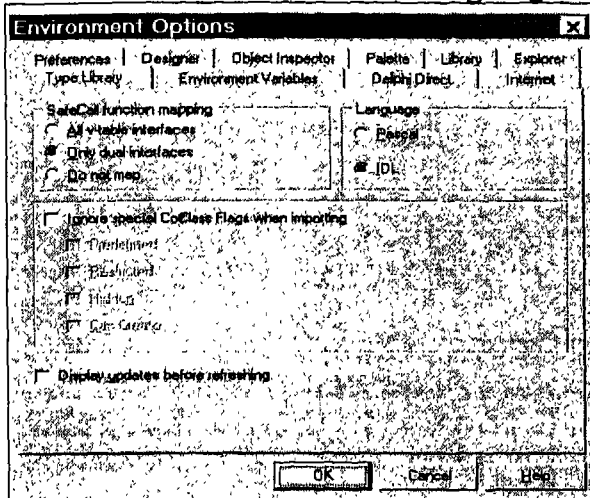 Environment Options
Preferences Designer Object Inspector Palette Library Explorer
Type Library Environment Variables Delphi Direct Internet
SafeCall function mapping
All v-table interfaces
Only dual interfaces
Do not map
Language
Pascal
IDL
Ignore special CoClass Flags when importing
Predefined
Restricted
Hidden
Can Create
Display updates before refreshing
OK Cancel Help